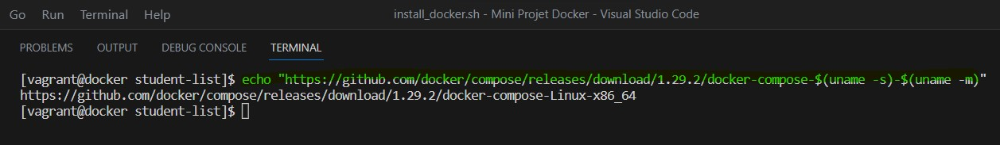 Go Run Terminal Help install_docker.sh - Mini Projet Docker - Visual Studio Code
PROBLEMS OUTPUT DEBUG CONSOLE TERMINAL
[vagrant@docker student-list]$ echo "https://github.com/docker/compose/releases/download/1.29.2/docker-compose-$(uname -s)-$(uname -m)"
https://github.com/docker/compose/releases/download/1.29.2/docker-compose-Linux-x86_64
[vagrant@docker student-list]$